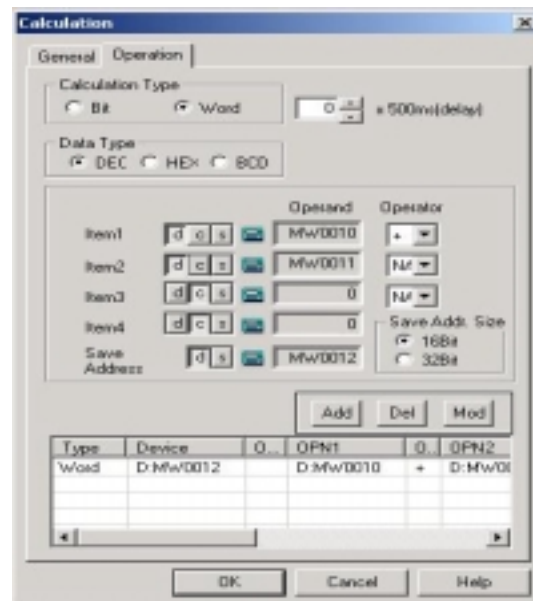 Calculation
General Operation
Calculation Type
Bit Word 0 x 500ms(delay)
Data Type
DEC HEX BCD
Operand Operator
Item1 d c s MW0010 +
Item2 d c s MW0011 N/
Item3 d c s 0 N/
Item4 d c s 0 Save Addr. Size
16Bit
Save Address d s MW0012 32Bit
Add Del Mod
Type Device O... OPN1 O.. OPN2
Word D:MW0012 D:MW0010 + D:MW00
OK Cancel Help